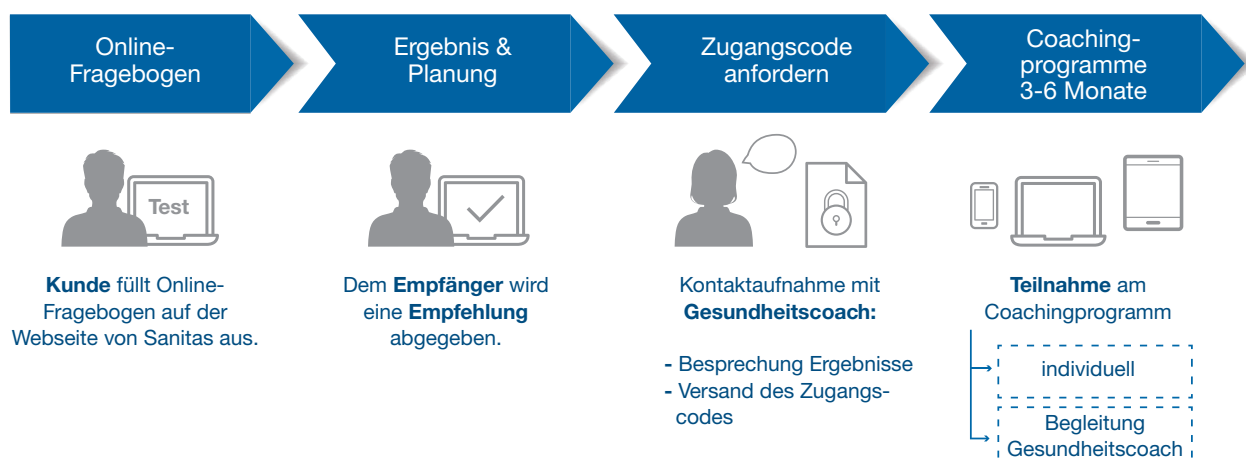 Online-
Fragebogen
Ergebnis &
Planung
Zugangscode
anfordern
Coaching-
programme
3-6 Monate
Test
Kunde füllt Online-
Fragebogen auf der
Webseite von Sanitas aus.
Dem Empfänger wird
eine Empfehlung
abgegeben.
Kontaktaufnahme mit
Gesundheitscoach:
- Besprechung Ergebnisse
- Versand des Zugangs-
codes
Teilnahme am
Coachingprogramm
individuell
Begleitung
Gesundheitscoach